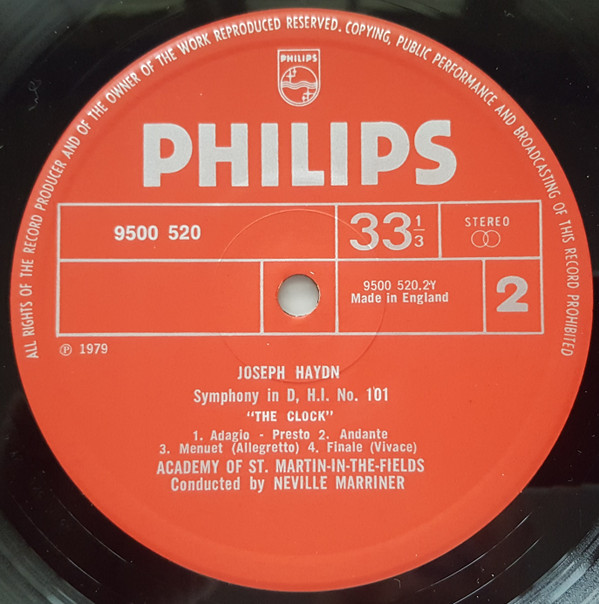 ALL RIGHTS OF THE RECORD PRODUCER AND OF THE OWNER OF THE WORK REPRODUCED RESERVED. COPYING, PUBLIC PERFORMANCE AND BROADCASTING OF THIS RECORD PROHIBITED
PHILIPS
PHILIPS
9500 520
33 1/3
STEREO
9500 520.2Y
Made in England
2
℗ 1979
JOSEPH HAYDN
Symphony in D, H.I. No. 101
"THE CLOCK"
1. Adagio - Presto 2. Andante
3. Menuet (Allegretto) 4. Finale (Vivace)
ACADEMY OF ST. MARTIN-IN-THE-FIELDS
Conducted by NEVILLE MARRINER